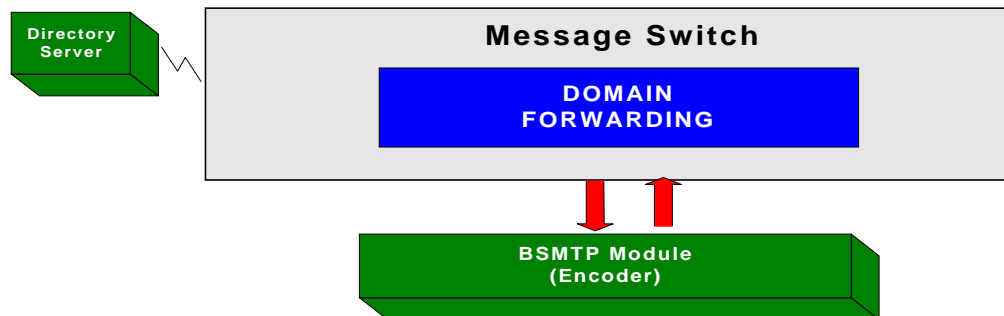 Directory
Server
Message Switch
DOMAIN
FORWARDING
BSMTP Module
(Encoder)